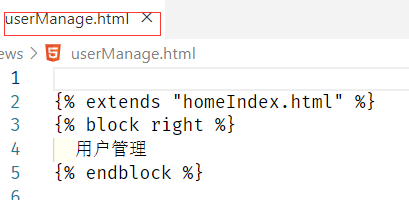 userManage.html ×
ews > userManage.html
1
2 {% extends "homeIndex.html" %}
3 {% block right %}
4 用户管理
5 {% endblock %}
6